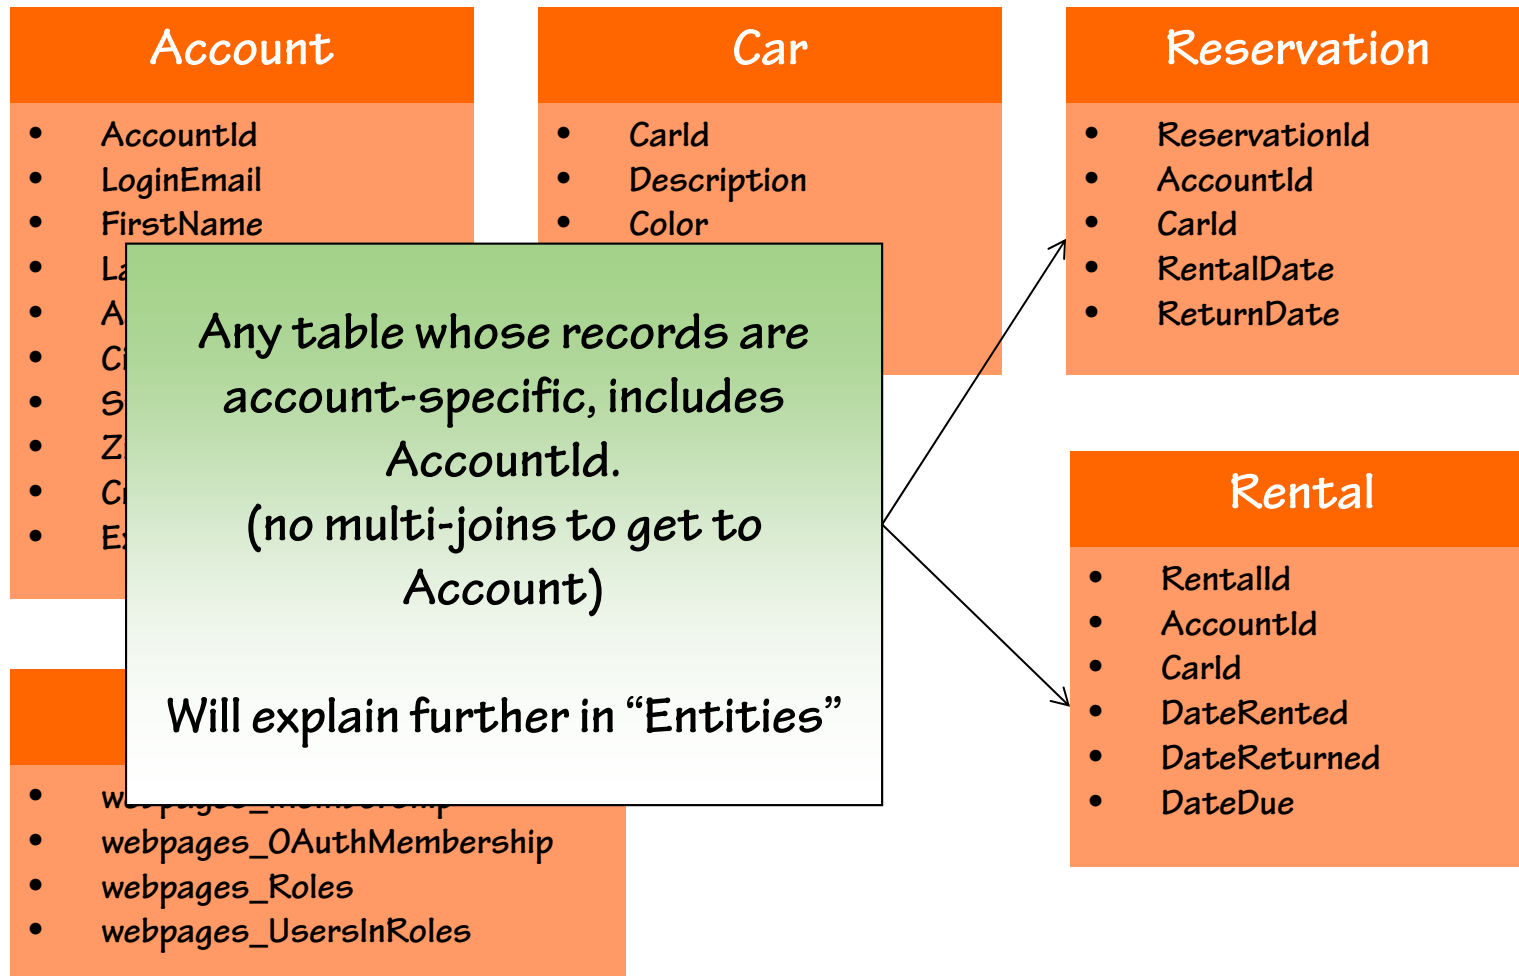 Account
• AccountId
• LoginEmail
• FirstName
Car
• CarId
• Description
• Color
Reservation
• ReservationId
• AccountId
• CarId
• RentalDate
• ReturnDate
Any table whose records are
account-specific, includes
AccountId.
(no multi-joins to get to
Account)
Will explain further in “Entities”
Rental
• RentalId
• AccountId
• CarId
• DateRented
• DateReturned
• DateDue
• webpages_Membership
• webpages_OAuthMembership
• webpages_Roles
• webpages_UsersInRoles